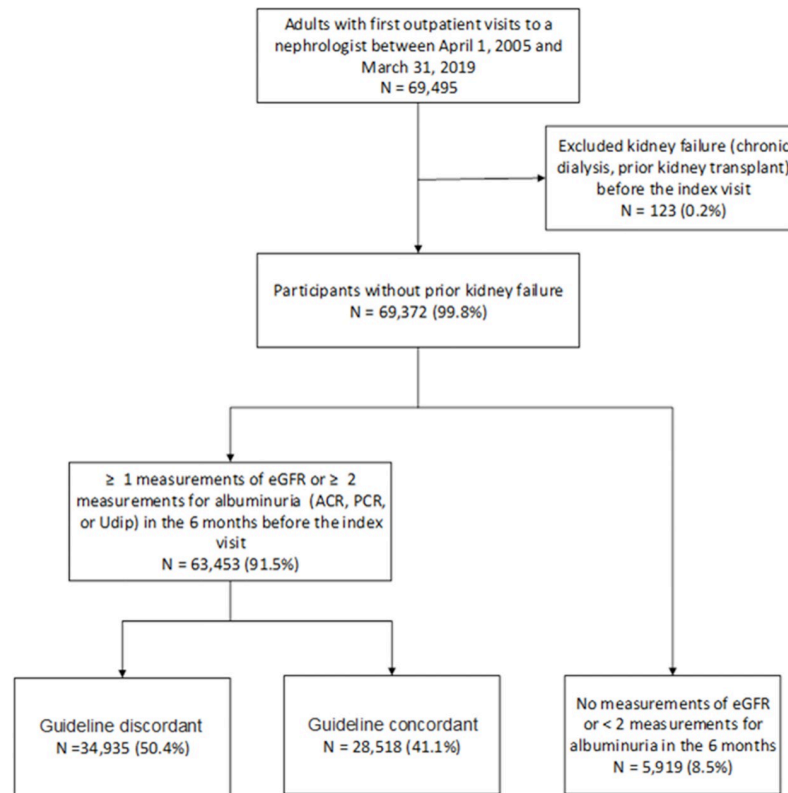 Adults with first outpatient visits to a
nephrologist between April 1, 2005 and
March 31, 2019
N = 69,495
Excluded kidney failure (chronic
dialysis, prior kidney transplant)
before the index visit
N = 123 (0.2%)
Participants without prior kidney failure
N = 69,372 (99.8%)
≥ 1 measurements of eGFR or ≥ 2
measurements for albuminuria (ACR, PCR,
or Udip) in the 6 months before the index
visit
N = 63,453 (91.5%)
Guideline discordant
N =34,935 (50.4%)
Guideline concordant
N = 28,518 (41.1%)
No measurements of eGFR
or < 2 measurements for
albuminuria in the 6 months
N = 5,919 (8.5%)